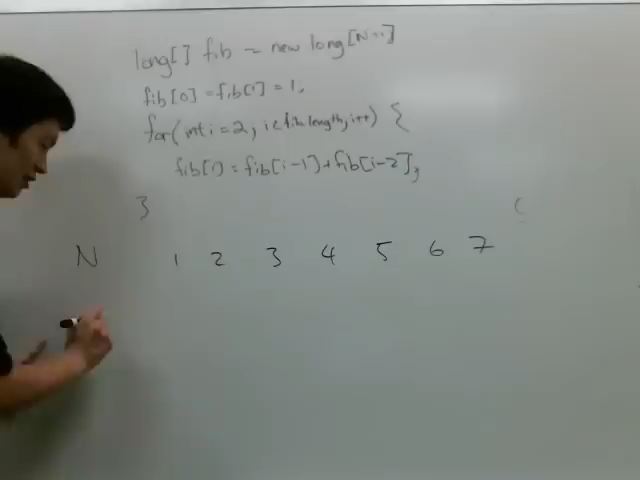 long[] fib = new long[N+1]
fib[0] = fib[1] = 1,
for(int i = 2; i < fib.length; i++) {
fib[i] = fib[i-1] + fib[i-2];
}
N 1 2 3 4 5 6 7